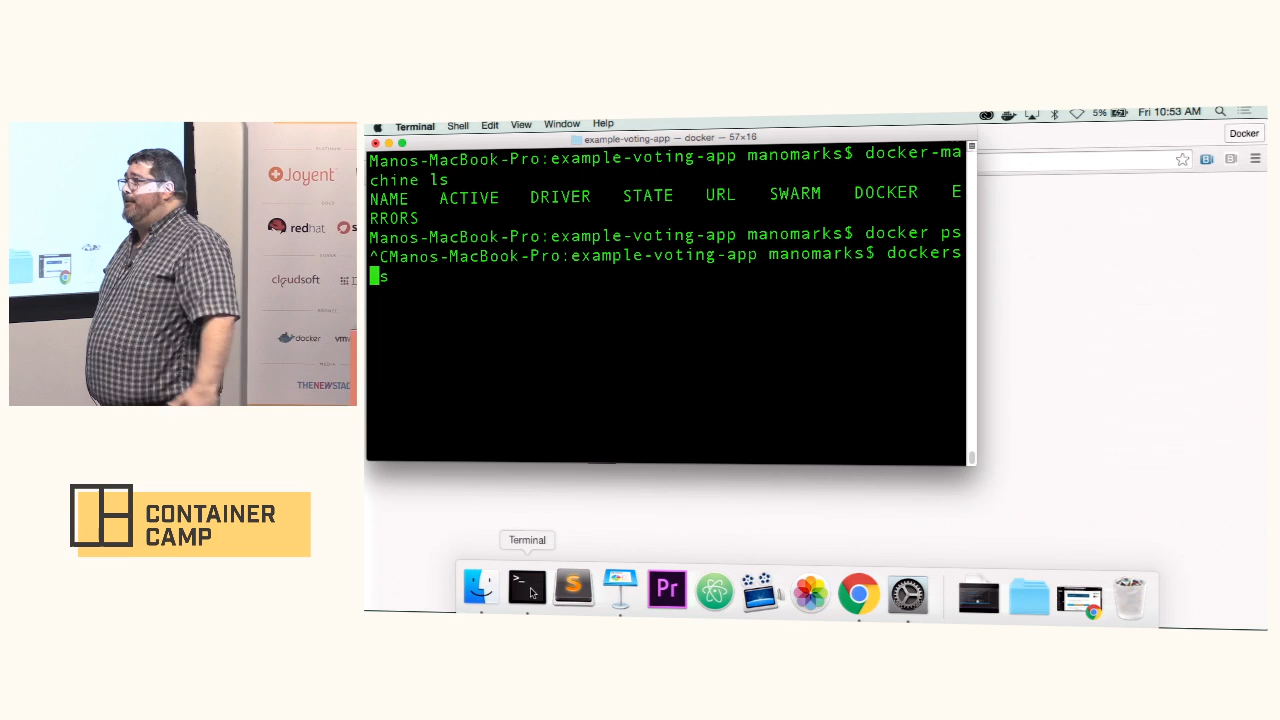 Joyent
redhat
cloudsoft
docker
vm
THENEWSTAC
CONTAINER
CAMP
Terminal Shell Edit View Window Help
5% Fri 10:53 AM
example-voting-app — docker — 57×16
Docker
Manos-MacBook-Pro:example-voting-app manomarks$ docker-ma
chine ls
NAME ACTIVE DRIVER STATE URL SWARM DOCKER E
RRORS
Manos-MacBook-Pro:example-voting-app manomarks$ docker ps
^CManos-MacBook-Pro:example-voting-app manomarks$ dockers
s
Terminal
>_
S
Pr